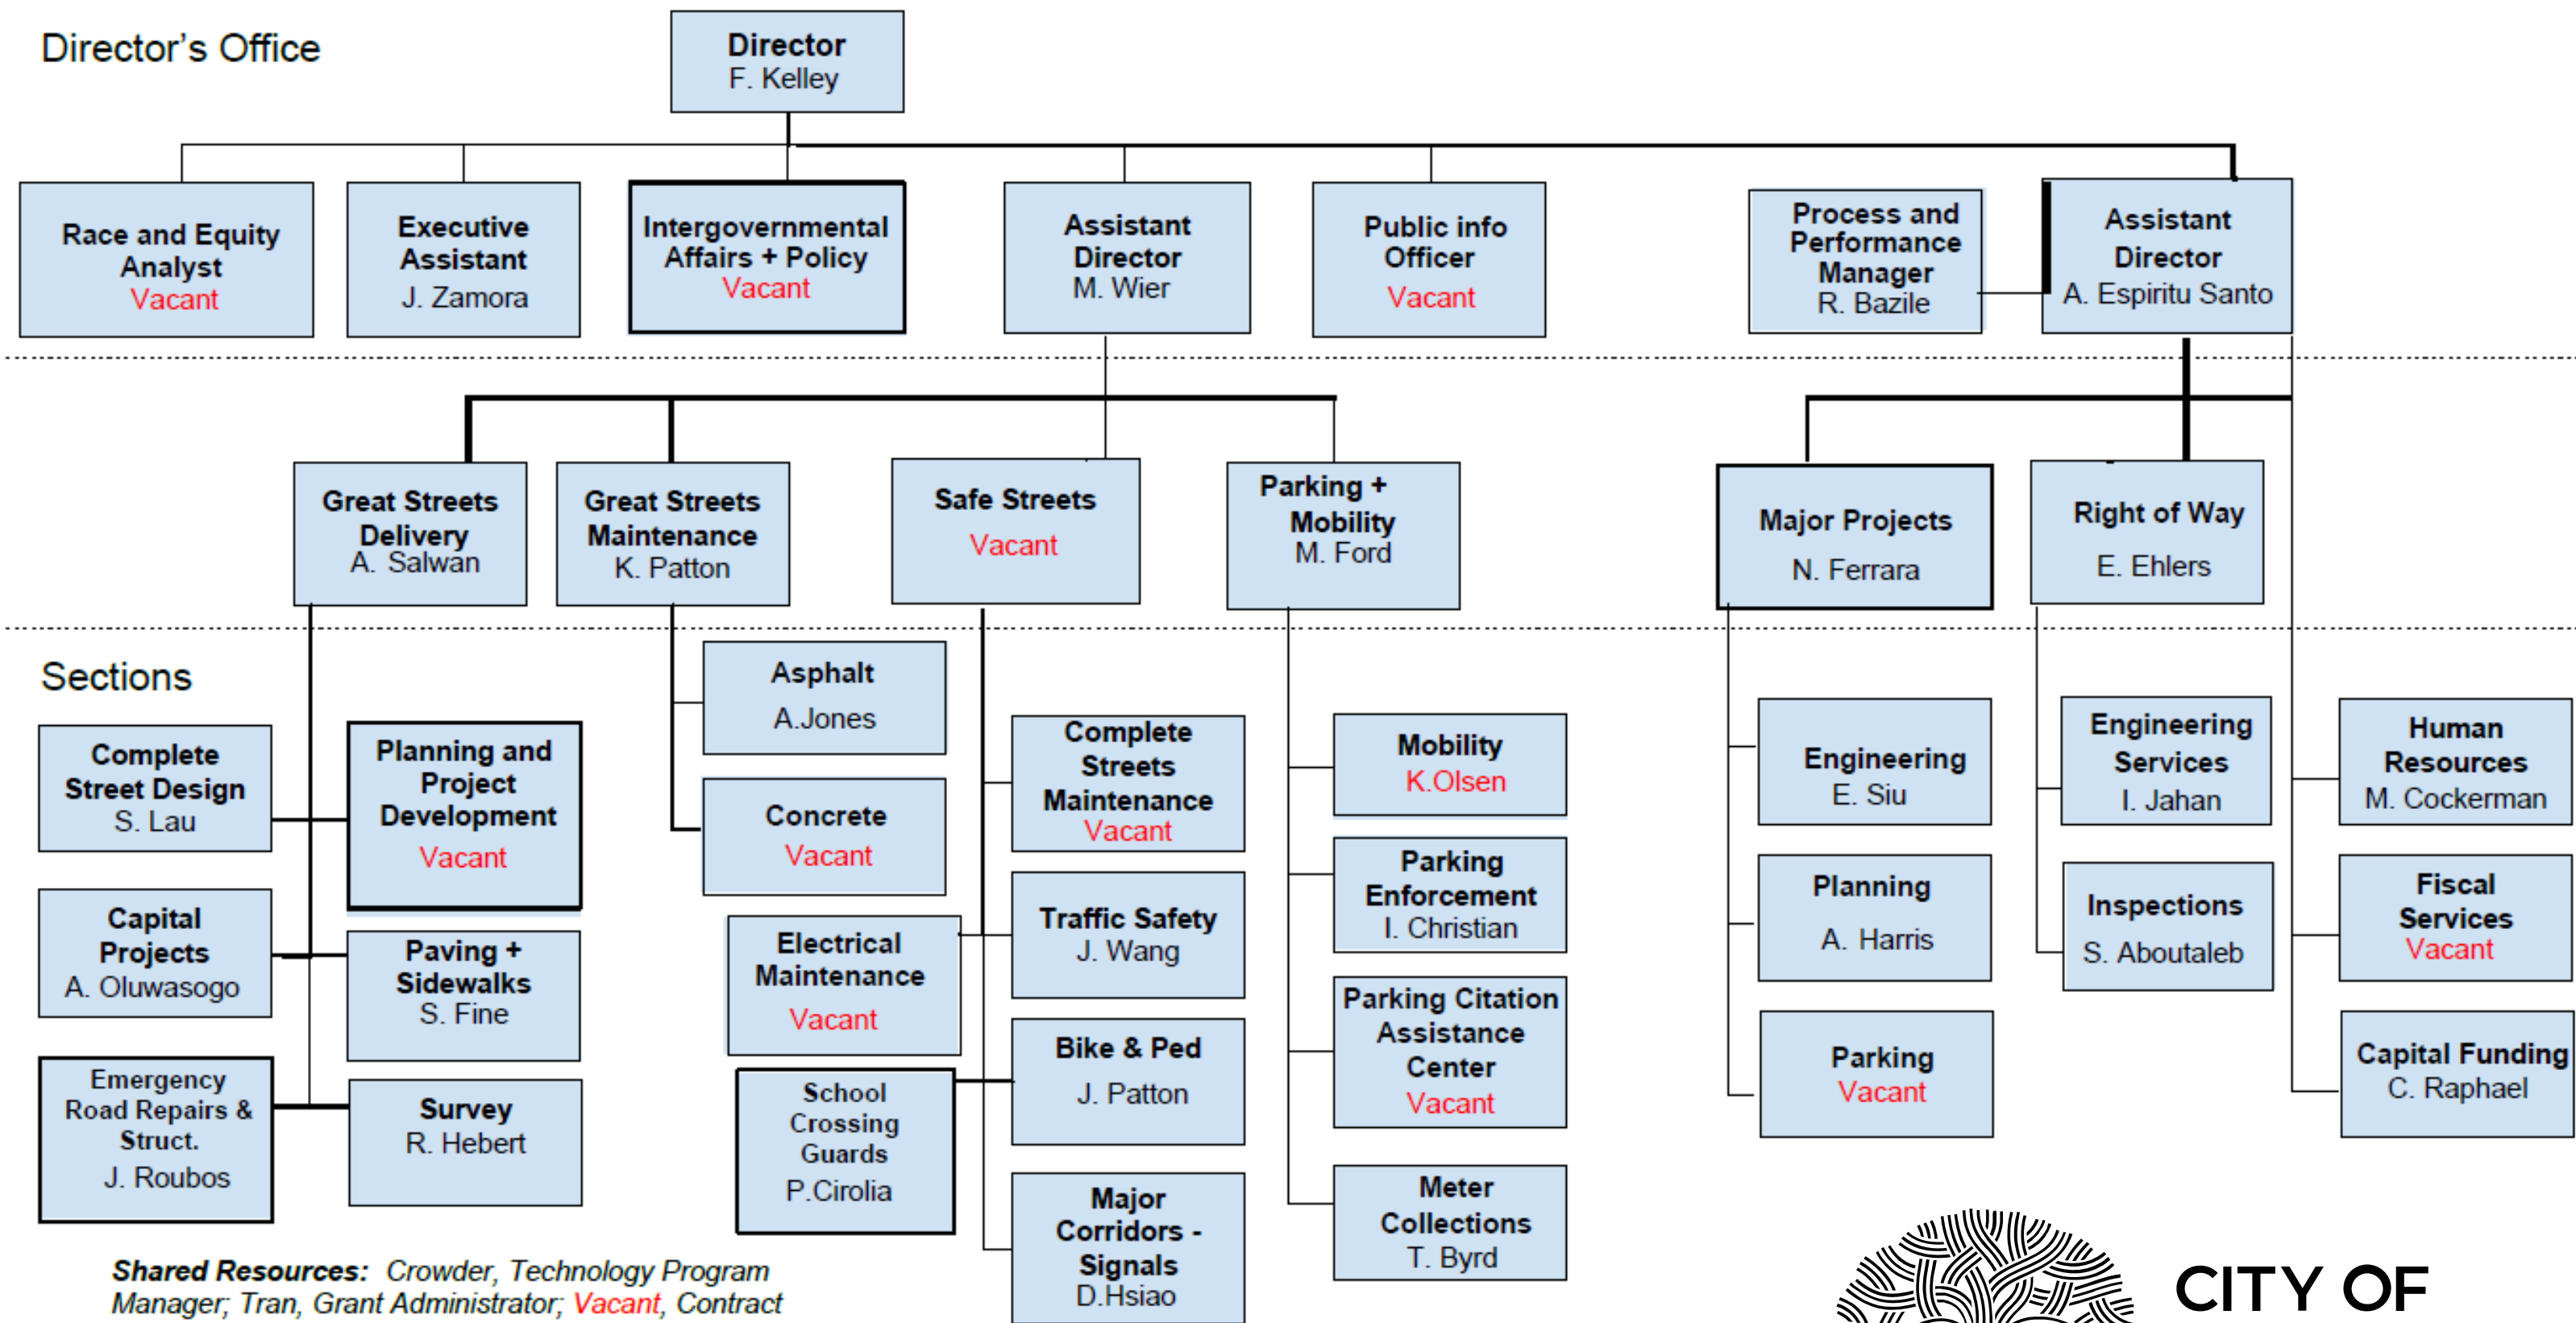 Director's Office
Director
F. Kelley
Race and Equity
Analyst
Vacant
Executive
Assistant
J. Zamora
Intergovernmental
Affairs + Policy
Vacant
Assistant
Director
M. Wier
Public info
Officer
Vacant
Process and
Performance
Manager
R. Bazile
Assistant
Director
A. Espiritu Santo
Great Streets
Delivery
A. Salwan
Great Streets
Maintenance
K. Patton
Safe Streets
Vacant
Parking +
Mobility
M. Ford
Major Projects
N. Ferrara
Right of Way
E. Ehlers
Sections
Complete
Street Design
S. Lau
Planning and
Project
Development
Vacant
Capital
Projects
A. Oluwasogo
Paving +
Sidewalks
S. Fine
Emergency
Road Repairs &
Struct.
J. Roubos
Survey
R. Hebert
Asphalt
A.Jones
Concrete
Vacant
Electrical
Maintenance
Vacant
School
Crossing
Guards
P.Cirolia
Complete
Streets
Maintenance
Vacant
Traffic Safety
J. Wang
Bike & Ped
J. Patton
Major
Corridors -
Signals
D.Hsiao
Mobility
K.Olsen
Parking
Enforcement
I. Christian
Parking Citation
Assistance
Center
Vacant
Meter
Collections
T. Byrd
Engineering
E. Siu
Planning
A. Harris
Parking
Vacant
Engineering
Services
I. Jahan
Inspections
S. Aboutaleb
Human
Resources
M. Cockerman
Fiscal
Services
Vacant
Capital Funding
C. Raphael
Shared Resources: Crowder, Technology Program
Manager; Tran, Grant Administrator; Vacant, Contract
CITY OF